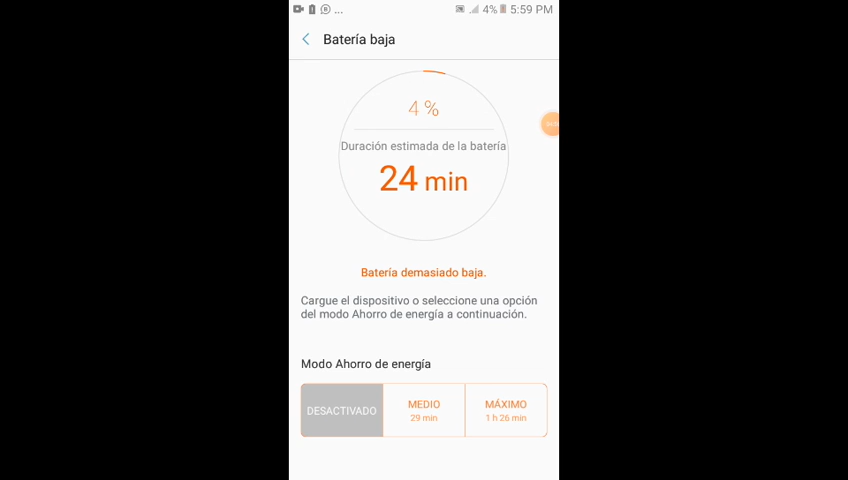 ... 4% 5:59 PM
Batería baja
4 %
Duración estimada de la batería
24 min
Batería demasiado baja.
Cargue el dispositivo o seleccione una opción
del modo Ahorro de energía a continuación.
Modo Ahorro de energía
DESACTIVADO
MEDIO
29 min
MÁXIMO
1 h 26 min